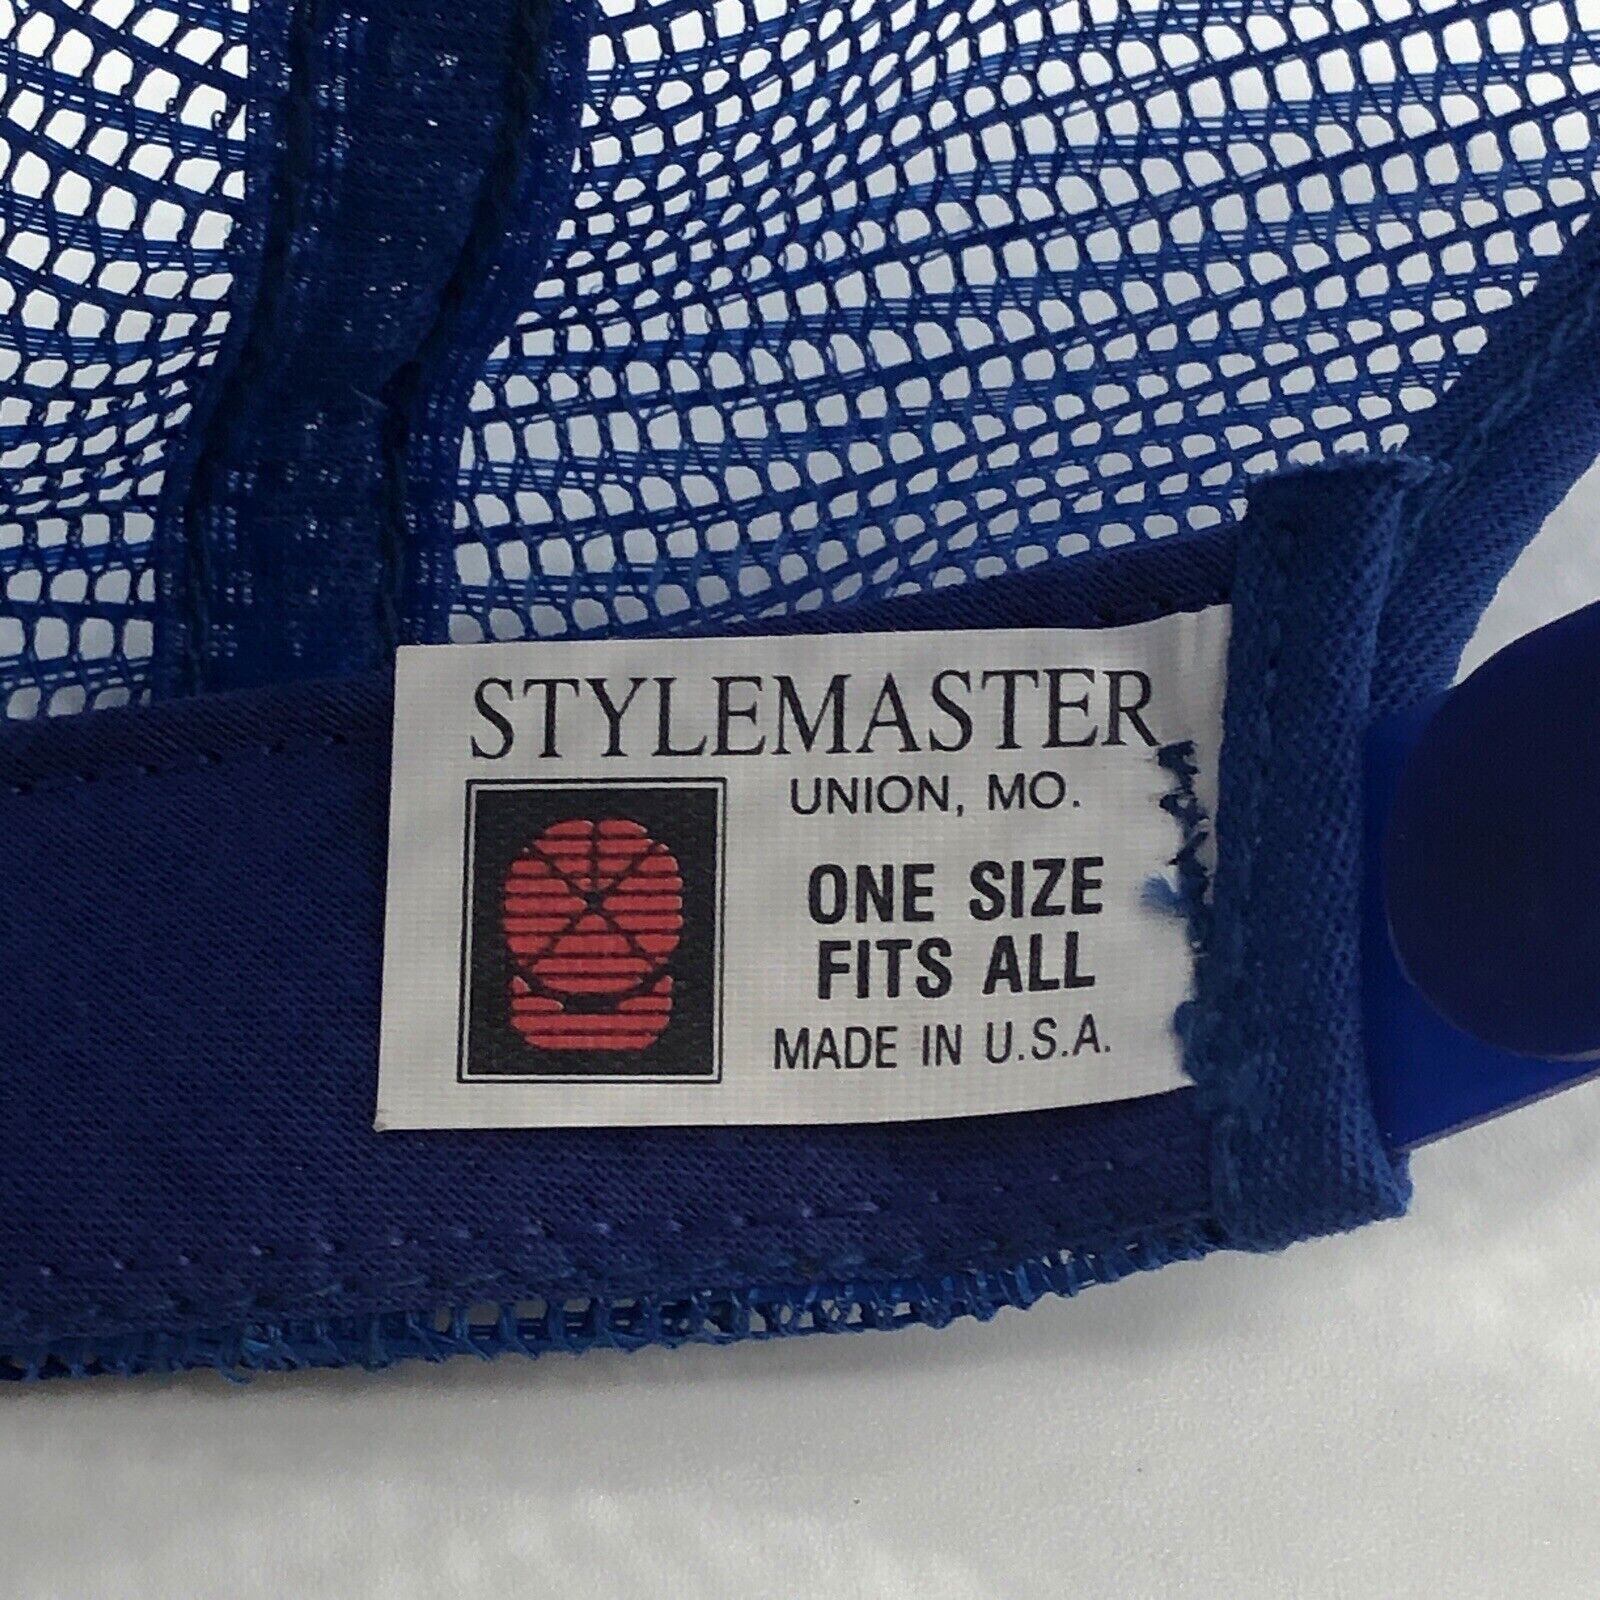 STYLEMASTER
UNION, MO.
ONE SIZE
FITS ALL
MADE IN U.S.A.